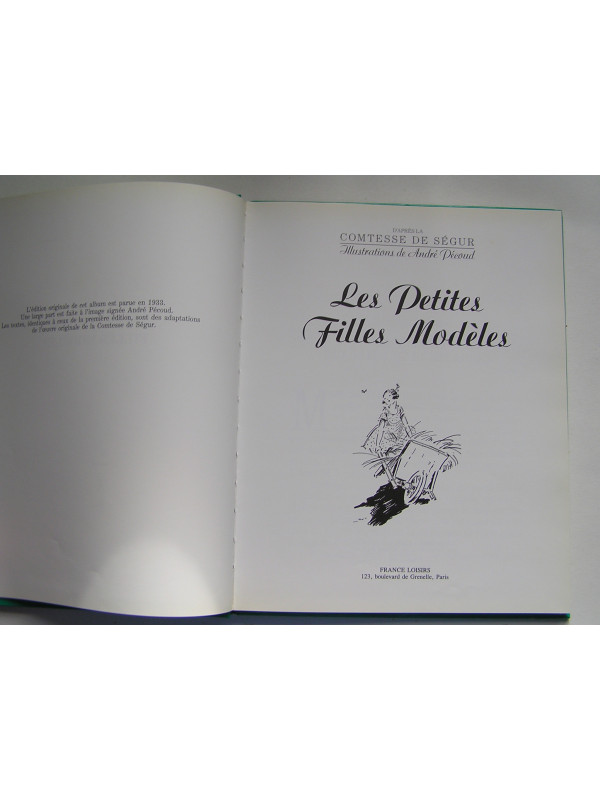 L'édition originale de cet album est parue en 1933.
Une large part est faite à l'image signée André Pécoud.
Les textes, identiques à ceux de la première édition, sont des adaptations
de l'œuvre originale de la Comtesse de Ségur.
D'APRÈS LA
COMTESSE DE SÉGUR
Illustrations de André Pécoud
Les Petites
Filles Modèles
FRANCE LOISIRS
123, boulevard de Grenelle, Paris